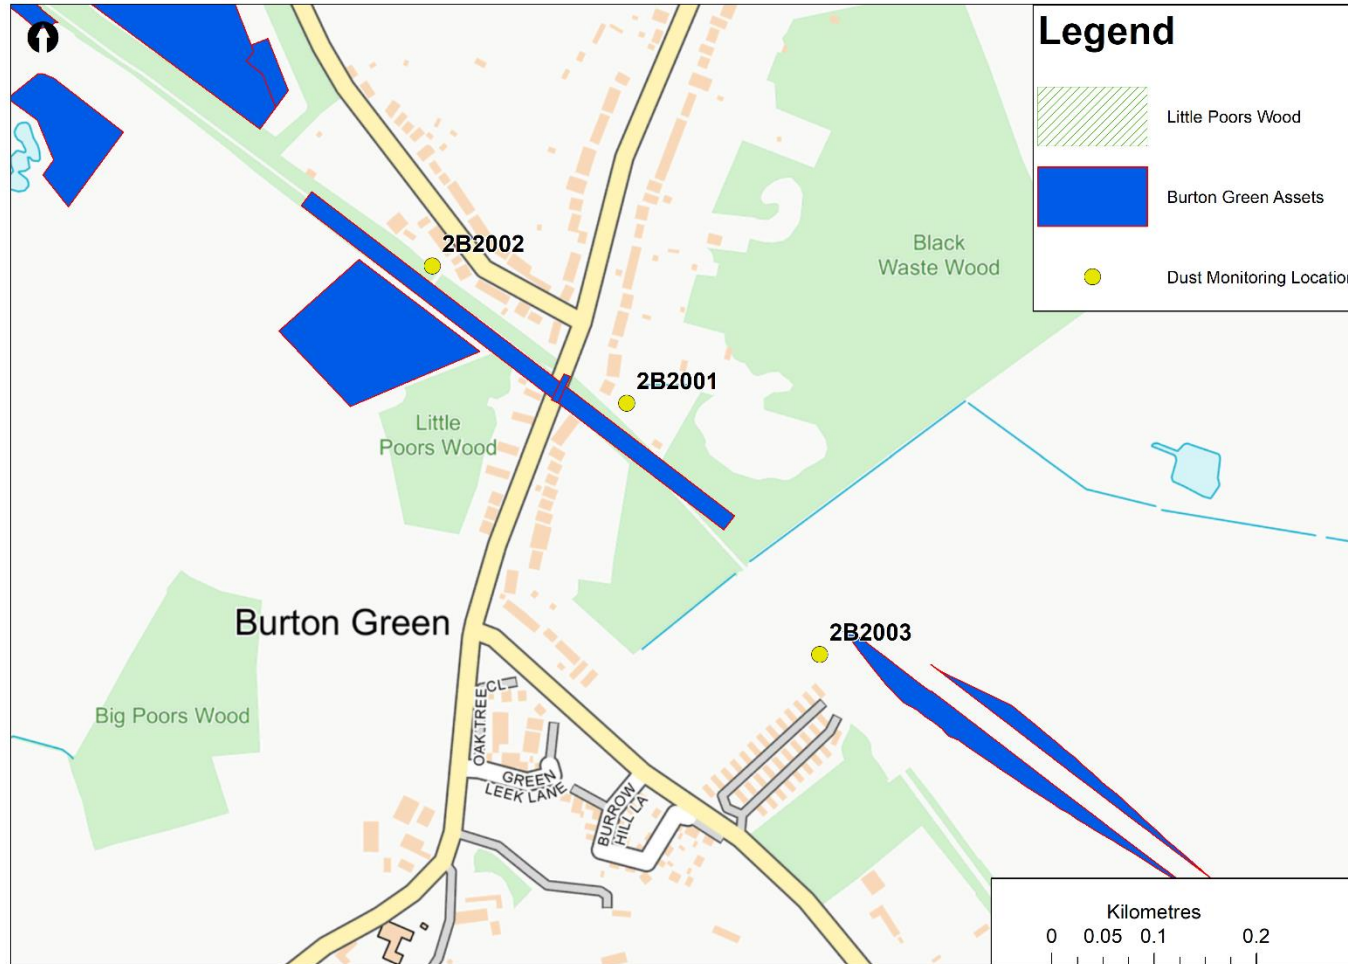 Legend
Little Poors Wood
Burton Green Assets
Dust Monitoring Location
2B2002
Black
Waste Wood
2B2001
Little
Poors Wood
Burton Green
2B2003
Big Poors Wood
OAK TREE CL
GREEN
LEEK LANE
BURROW
HILL LA
Kilometres
0 0.05 0.1 0.2